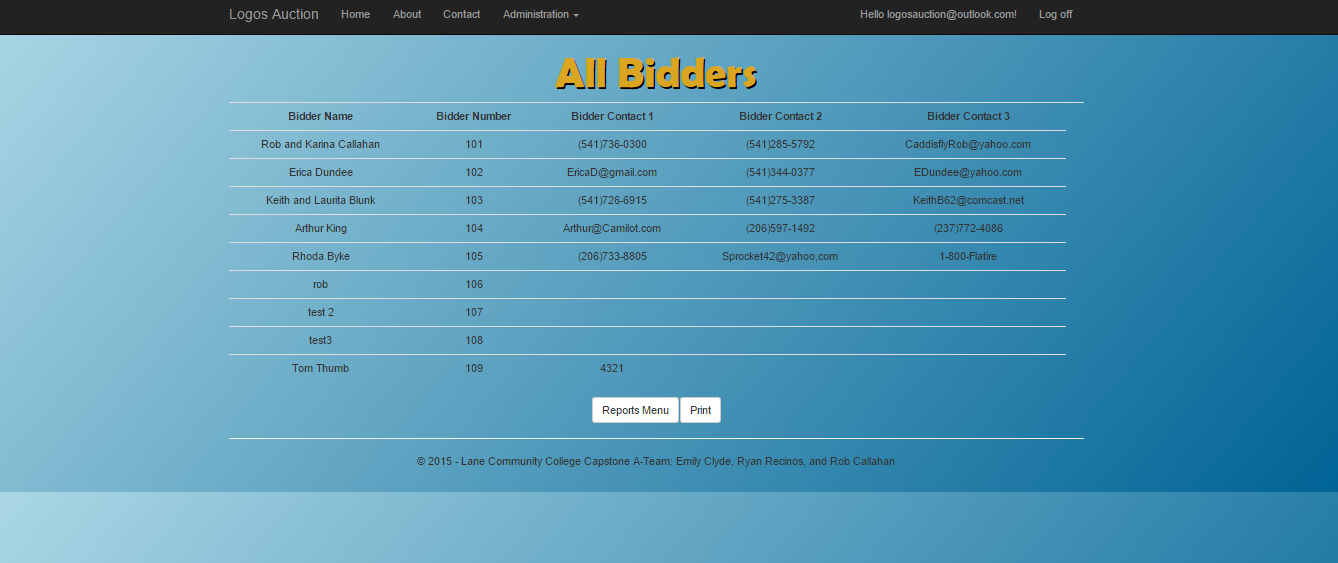 Logos Auction Home About Contact Administration Hello logosauction@outlook.com! Log off
All Bidders
Bidder Name Bidder Number Bidder Contact 1 Bidder Contact 2 Bidder Contact 3
Rob and Karina Callahan 101 (541)736-0300 (541)285-5792 CaddisflyRob@yahoo.com
Erica Dundee 102 EricaD@gmail.com (541)344-0377 EDundee@yahoo.com
Keith and Laurita Blunk 103 (541)726-6915 (541)275-3387 KeithB62@comcast.net
Arthur King 104 Arthur@Camilot.com (206)597-1492 (237)772-4086
Rhoda Byke 105 (206)733-8805 Sprocket42@yahoo,com 1-800-Flatire
rob 106
test 2 107
test3 108
Tom Thumb 109 4321
Reports Menu Print
© 2015 - Lane Community College Capstone A-Team: Emily Clyde, Ryan Recinos, and Rob Callahan